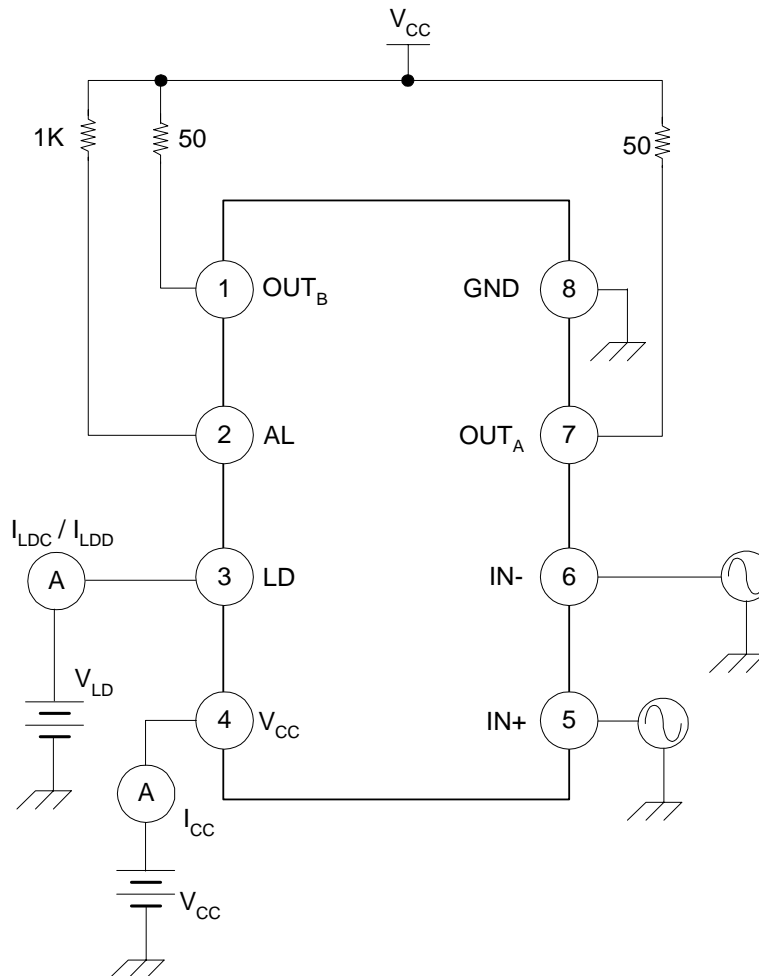 V_CC
1K
50
50
1
OUT_B
GND
8
2
AL
OUT_A
7
I_LDC / I_LDD
A
3
LD
IN-
6
V_LD
4
V_CC
IN+
5
A
I_CC
V_CC